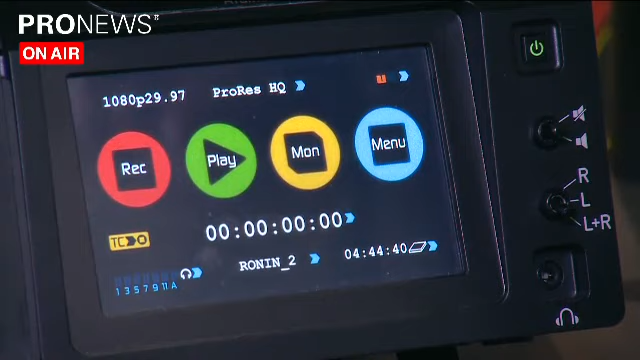 PRONEWS
ON AIR
1080p29.97 ProRes HQ
Rec Play Mon Menu
00:00:00:00
TC
RONIN_2 04:44:40
1 3 5 7 9 11 A
R
L
L+R